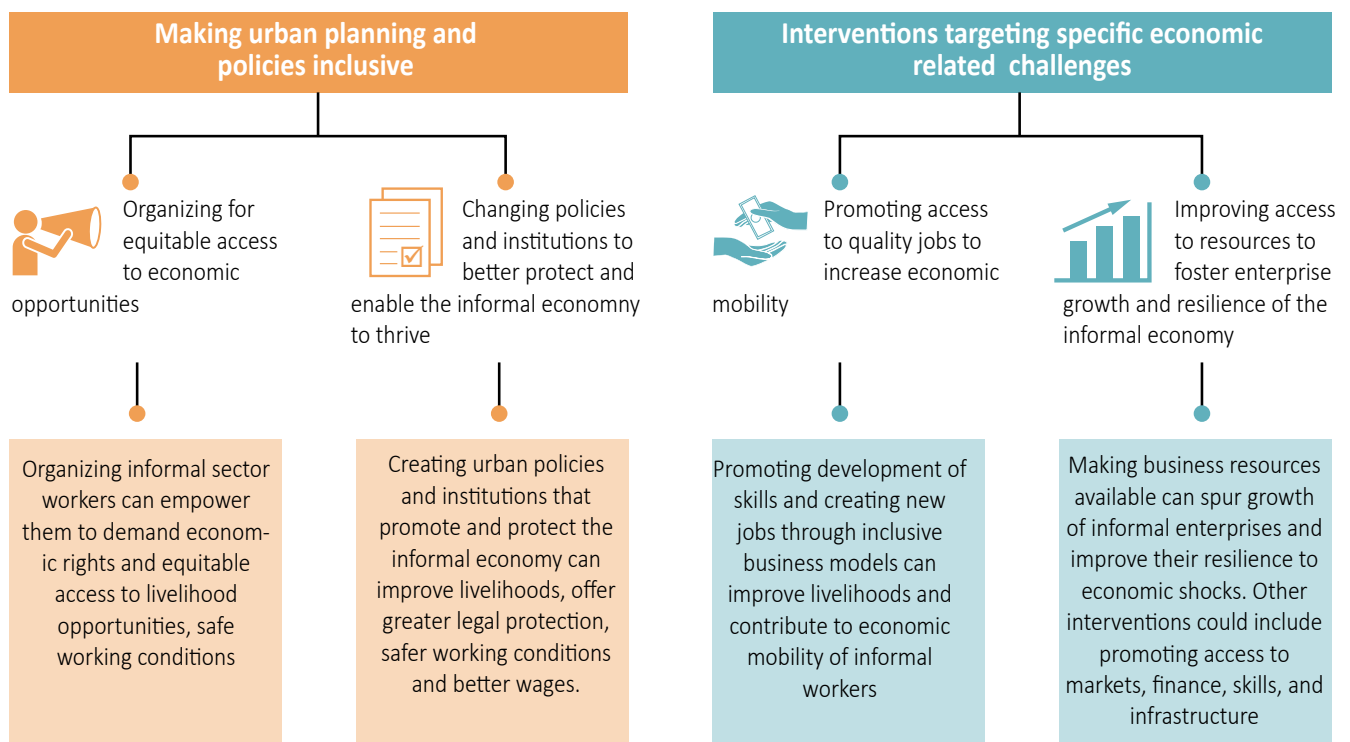 Making urban planning and
policies inclusive
Organizing for
equitable access
to economic
opportunities
Changing policies
and institutions to
better protect and
enable the informal economny
to thrive
Organizing informal sector
workers can empower
them to demand econom-
ic rights and equitable
access to livelihood
opportunities, safe
working conditions
Creating urban policies
and institutions that
promote and protect the
informal economy can
improve livelihoods, offer
greater legal protection,
safer working conditions
and better wages.
Interventions targeting specific economic
related challenges
Promoting access
to quality jobs to
increase economic
mobility
Improving access
to resources to
foster enterprise
growth and resilience of the
informal economy
Promoting development of
skills and creating new
jobs through inclusive
business models can
improve livelihoods and
contribute to economic
mobility of informal
workers
Making business resources
available can spur growth
of informal enterprises and
improve their resilience to
economic shocks. Other
interventions could include
promoting access to
markets, finance, skills, and
infrastructure